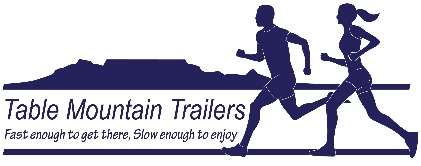 Table Mountain Trailers
Fast enough to get there, Slow enough to enjoy